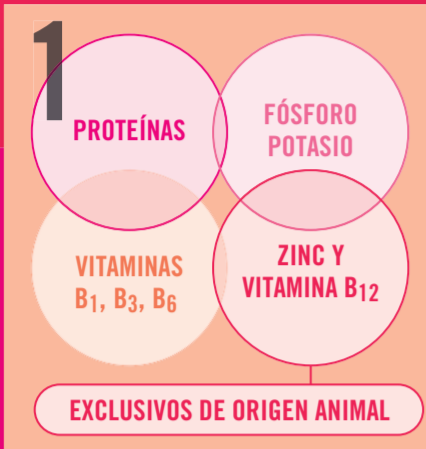 1
PROTEÍNAS
FÓSFORO
POTASIO
VITAMINAS
B1, B3, B6
ZINC Y
VITAMINA B12
EXCLUSIVOS DE ORIGEN ANIMAL